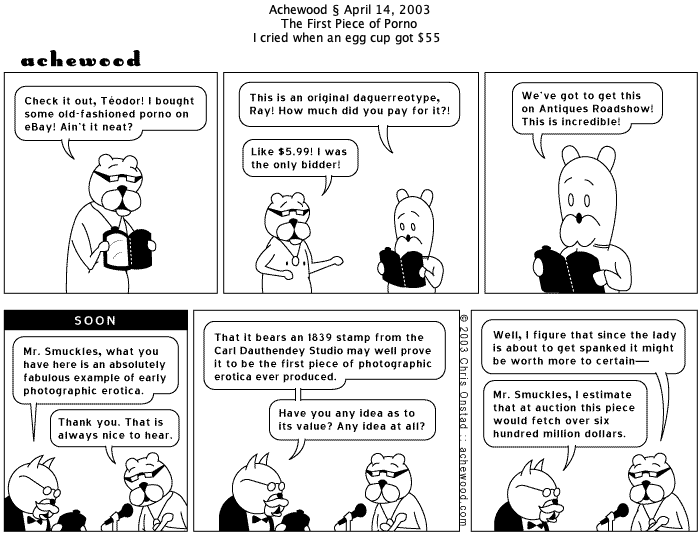 Achewood § April 14, 2003
The First Piece of Porno
I cried when an egg cup got $55
achewood
Check it out, Téodor! I bought
some old-fashioned porno on
eBay! Ain't it neat?
This is an original daguerreotype,
Ray! How much did you pay for it?!
Like $5.99! I was
the only bidder!
We've got to get this
on Antiques Roadshow!
This is incredible!
SOON
Mr. Smuckles, what you
have here is an absolutely
fabulous example of early
photographic erotica.
Thank you. That is
always nice to hear.
That it bears an 1839 stamp from the
Carl Dauthendey Studio may well prove
it to be the first piece of photographic
erotica ever produced.
Have you any idea as to
its value? Any idea at all?
© 2003 Chris Onstad :: achewood.com
Well, I figure that since the lady
is about to get spanked it might
be worth more to certain—
Mr. Smuckles, I estimate
that at auction this piece
would fetch over six
hundred million dollars.